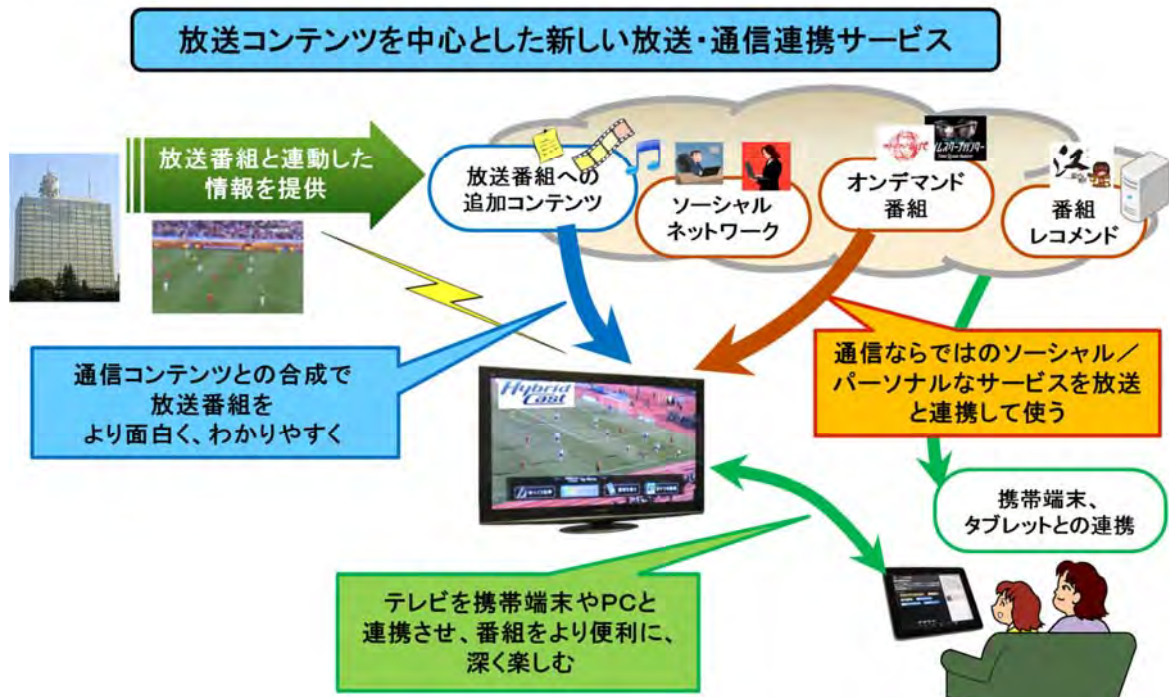 放送コンテンツを中心とした新しい放送・通信連携サービス
放送番組と連動した
情報を提供
放送番組への
追加コンテンツ
ソーシャル
ネットワーク
オンデマンド
番組
番組
レコメンド
江
通信コンテンツとの合成で
放送番組を
より面白く、わかりやすく
Hybrid
Cast
通信ならではのソーシャル／
パーソナルなサービスを放送
と連携して使う
携帯端末、
タブレットとの連携
テレビを携帯端末やPCと
連携させ、番組をより便利に、
深く楽しむ